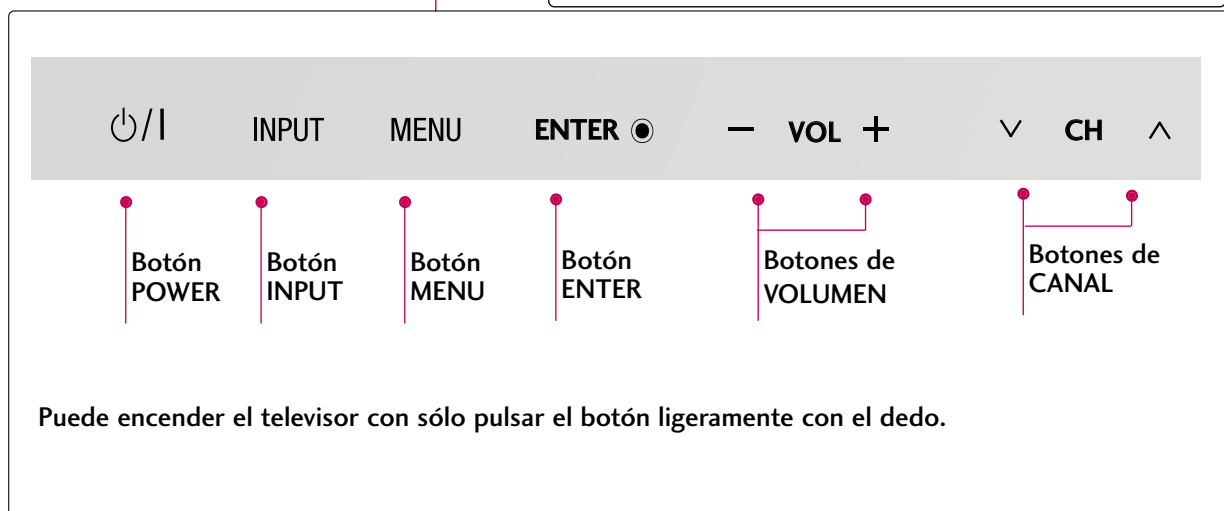 ⏻/I INPUT MENU ENTER ◉ − VOL + ∨ CH ∧
Botón
POWER
Botón
INPUT
Botón
MENU
Botón
ENTER
Botones de
VOLUMEN
Botones de
CANAL
Puede encender el televisor con sólo pulsar el botón ligeramente con el dedo.